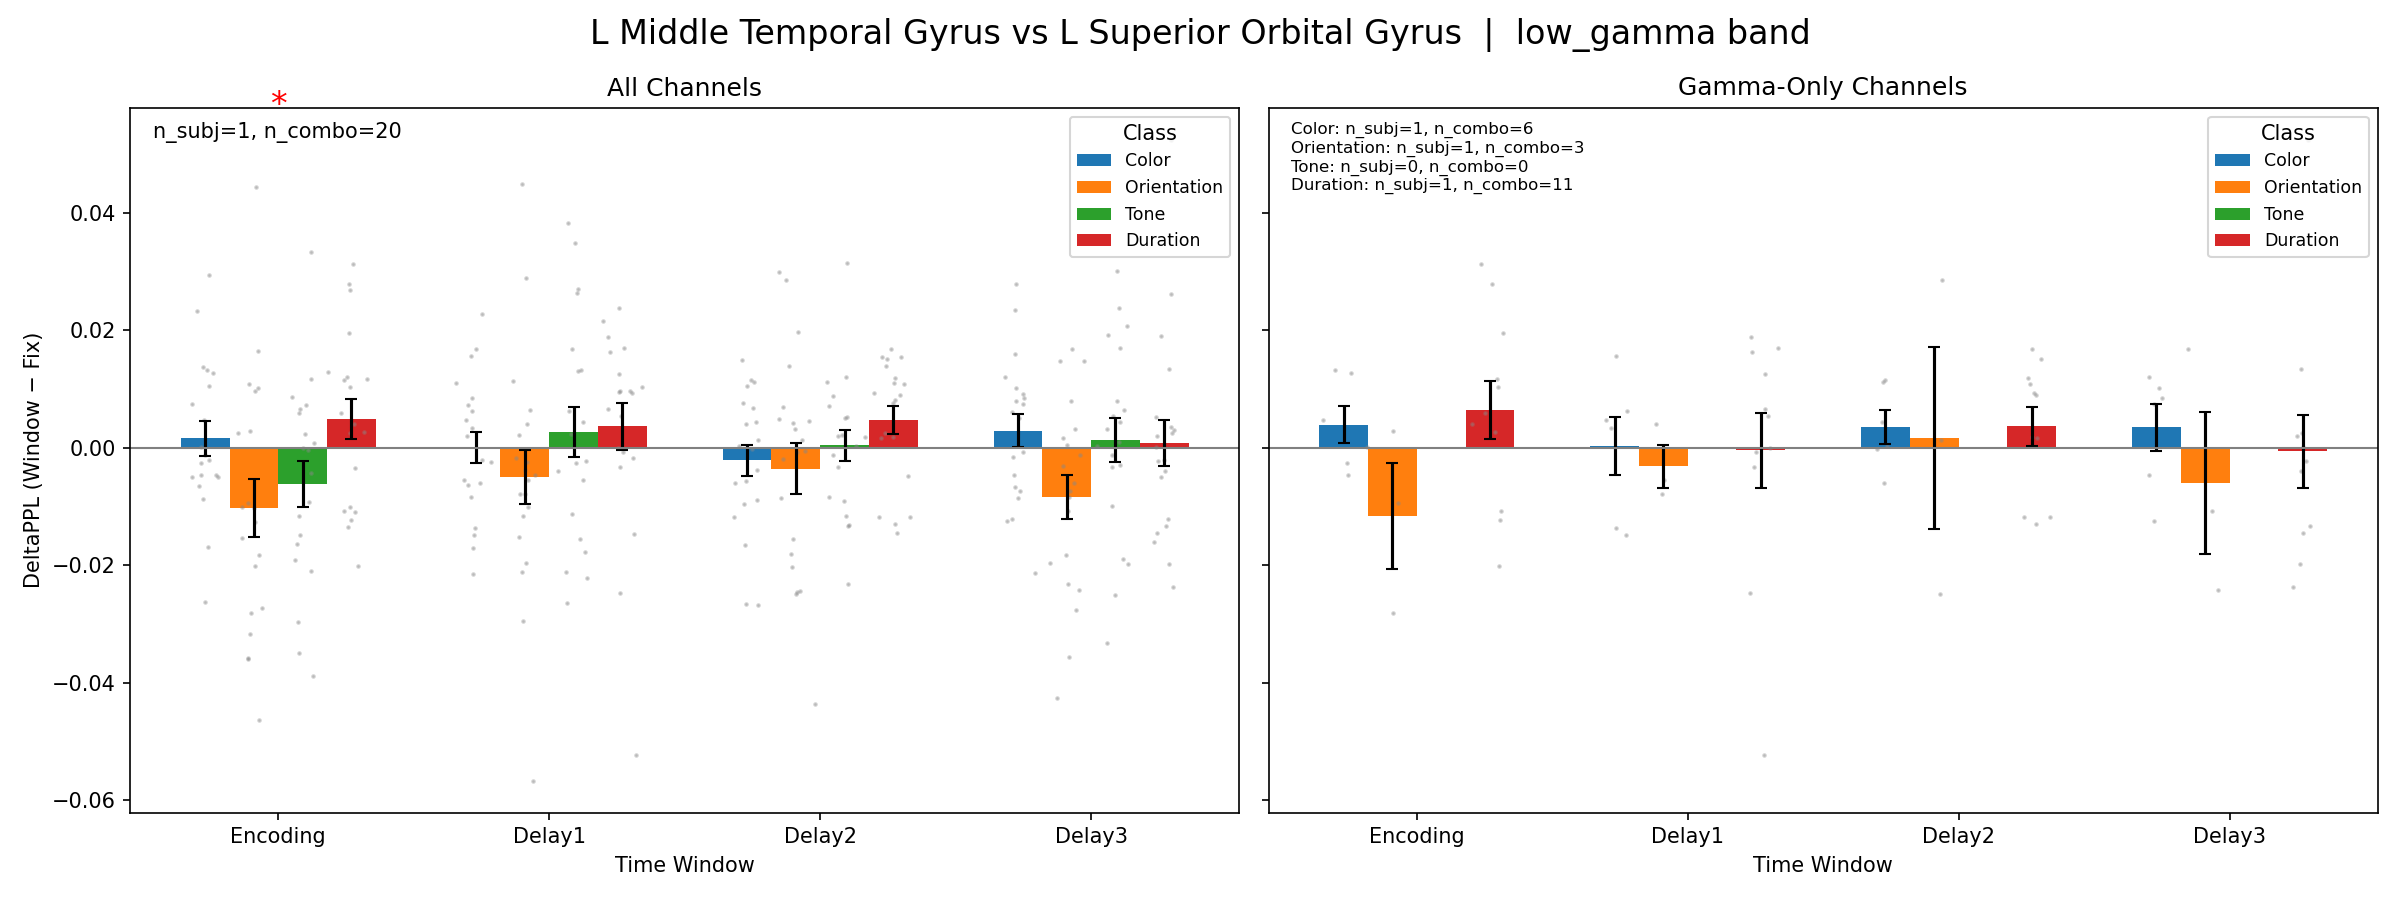 L Middle Temporal Gyrus vs L Superior Orbital Gyrus | low_gamma band
All Channels
*
n_subj=1, n_combo=20
Class
Color
Orientation
Tone
Duration
0.04
0.02
0.00
−0.02
−0.04
−0.06
DeltaPPL (Window − Fix)
Encoding
Delay1
Delay2
Delay3
Time Window
Gamma-Only Channels
Color: n_subj=1, n_combo=6
Orientation: n_subj=1, n_combo=3
Tone: n_subj=0, n_combo=0
Duration: n_subj=1, n_combo=11
Class
Color
Orientation
Tone
Duration
Encoding
Delay1
Delay2
Delay3
Time Window